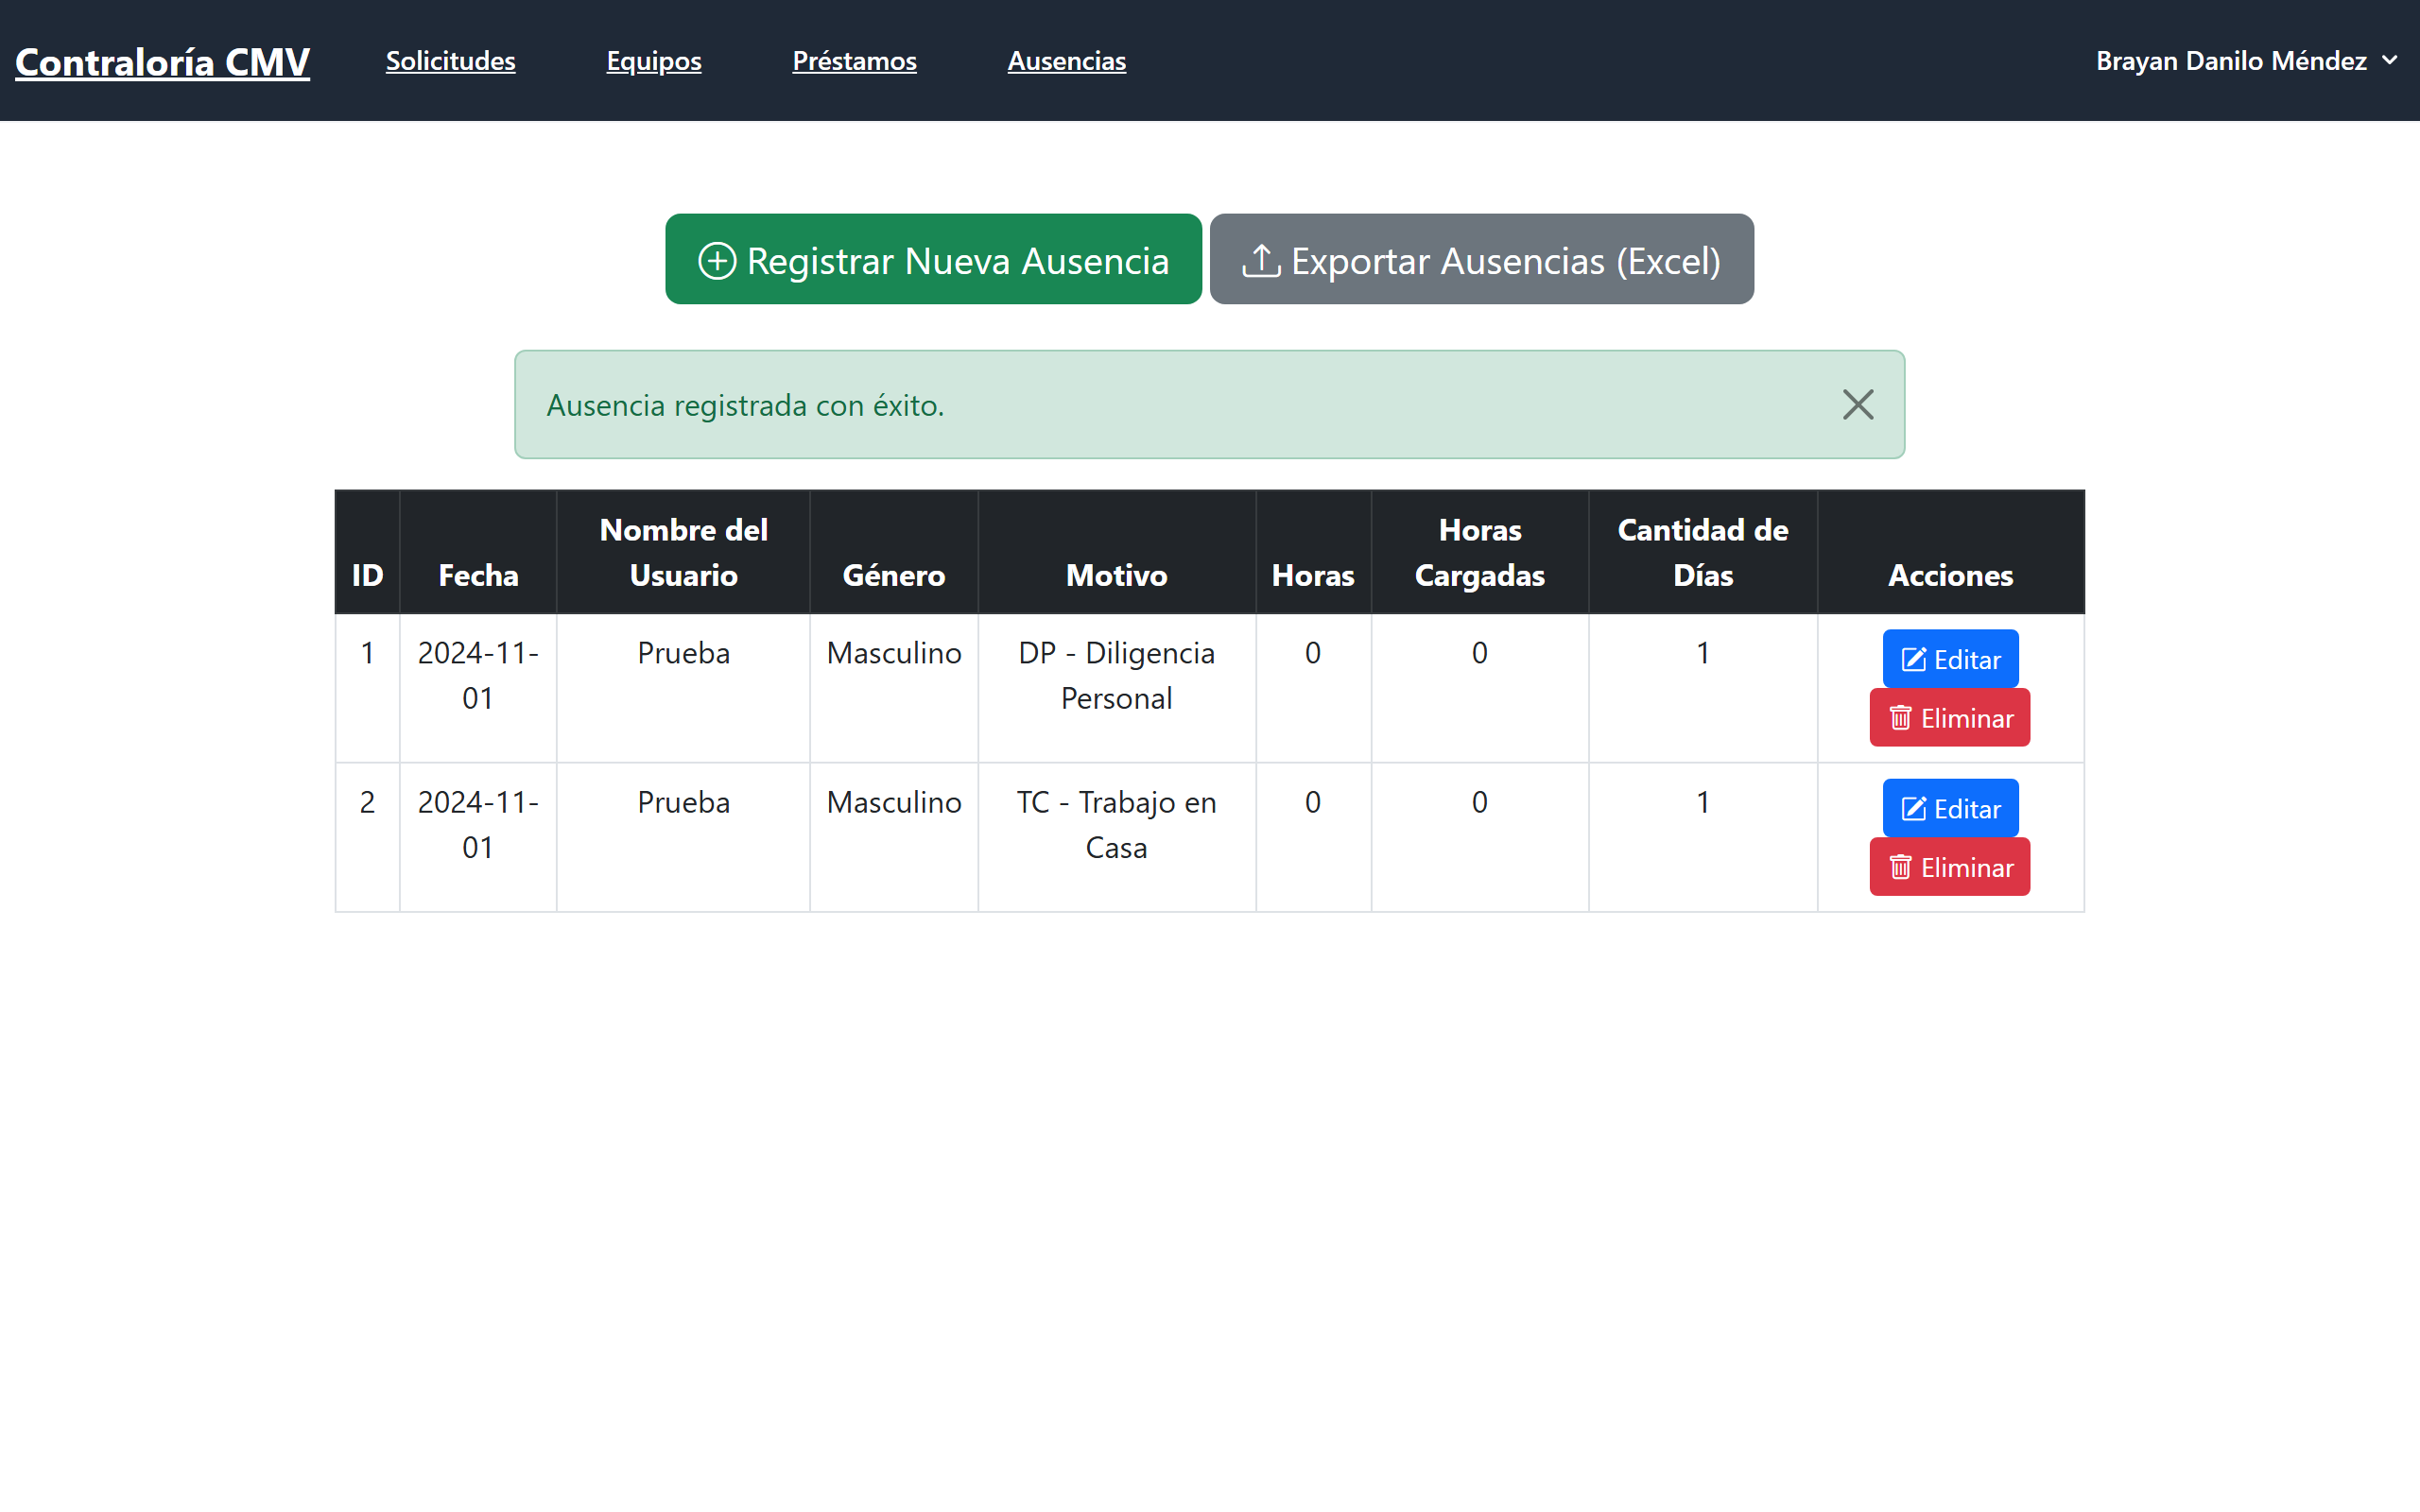 Contraloría CMV Solicitudes Equipos Préstamos Ausencias Brayan Danilo Méndez
Registrar Nueva Ausencia Exportar Ausencias (Excel)
Ausencia registrada con éxito.
ID Fecha Nombre del Usuario Género Motivo Horas Horas Cargadas Cantidad de Días Acciones
1 2024-11-01 Prueba Masculino DP - Diligencia Personal 0 0 1 Editar Eliminar
2 2024-11-01 Prueba Masculino TC - Trabajo en Casa 0 0 1 Editar Eliminar